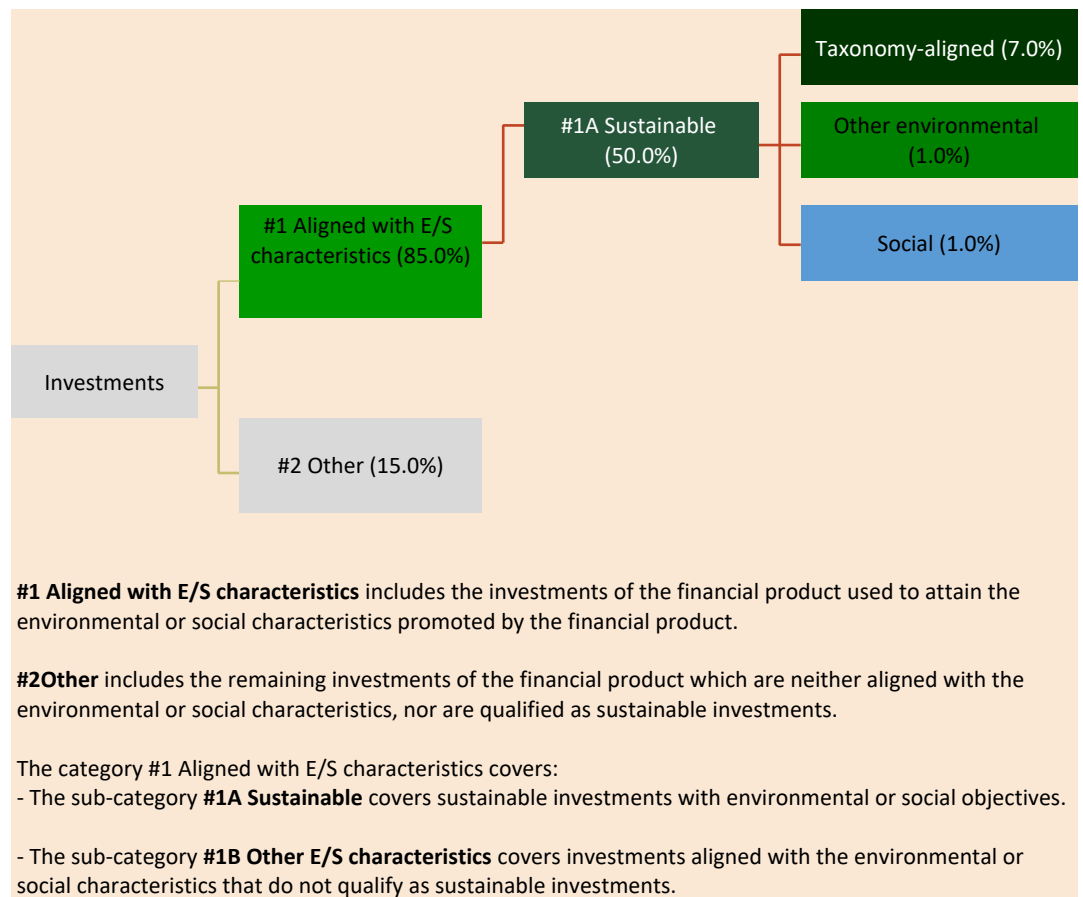 Taxonomy-aligned (7.0%)
#1A Sustainable
(50.0%)
Other environmental
(1.0%)
#1 Aligned with E/S
characteristics (85.0%)
Social (1.0%)
Investments
#2 Other (15.0%)
#1 Aligned with E/S characteristics includes the investments of the financial product used to attain the
environmental or social characteristics promoted by the financial product.
#2Other includes the remaining investments of the financial product which are neither aligned with the
environmental or social characteristics, nor are qualified as sustainable investments.
The category #1 Aligned with E/S characteristics covers:
- The sub-category #1A Sustainable covers sustainable investments with environmental or social objectives.
- The sub-category #1B Other E/S characteristics covers investments aligned with the environmental or
social characteristics that do not qualify as sustainable investments.